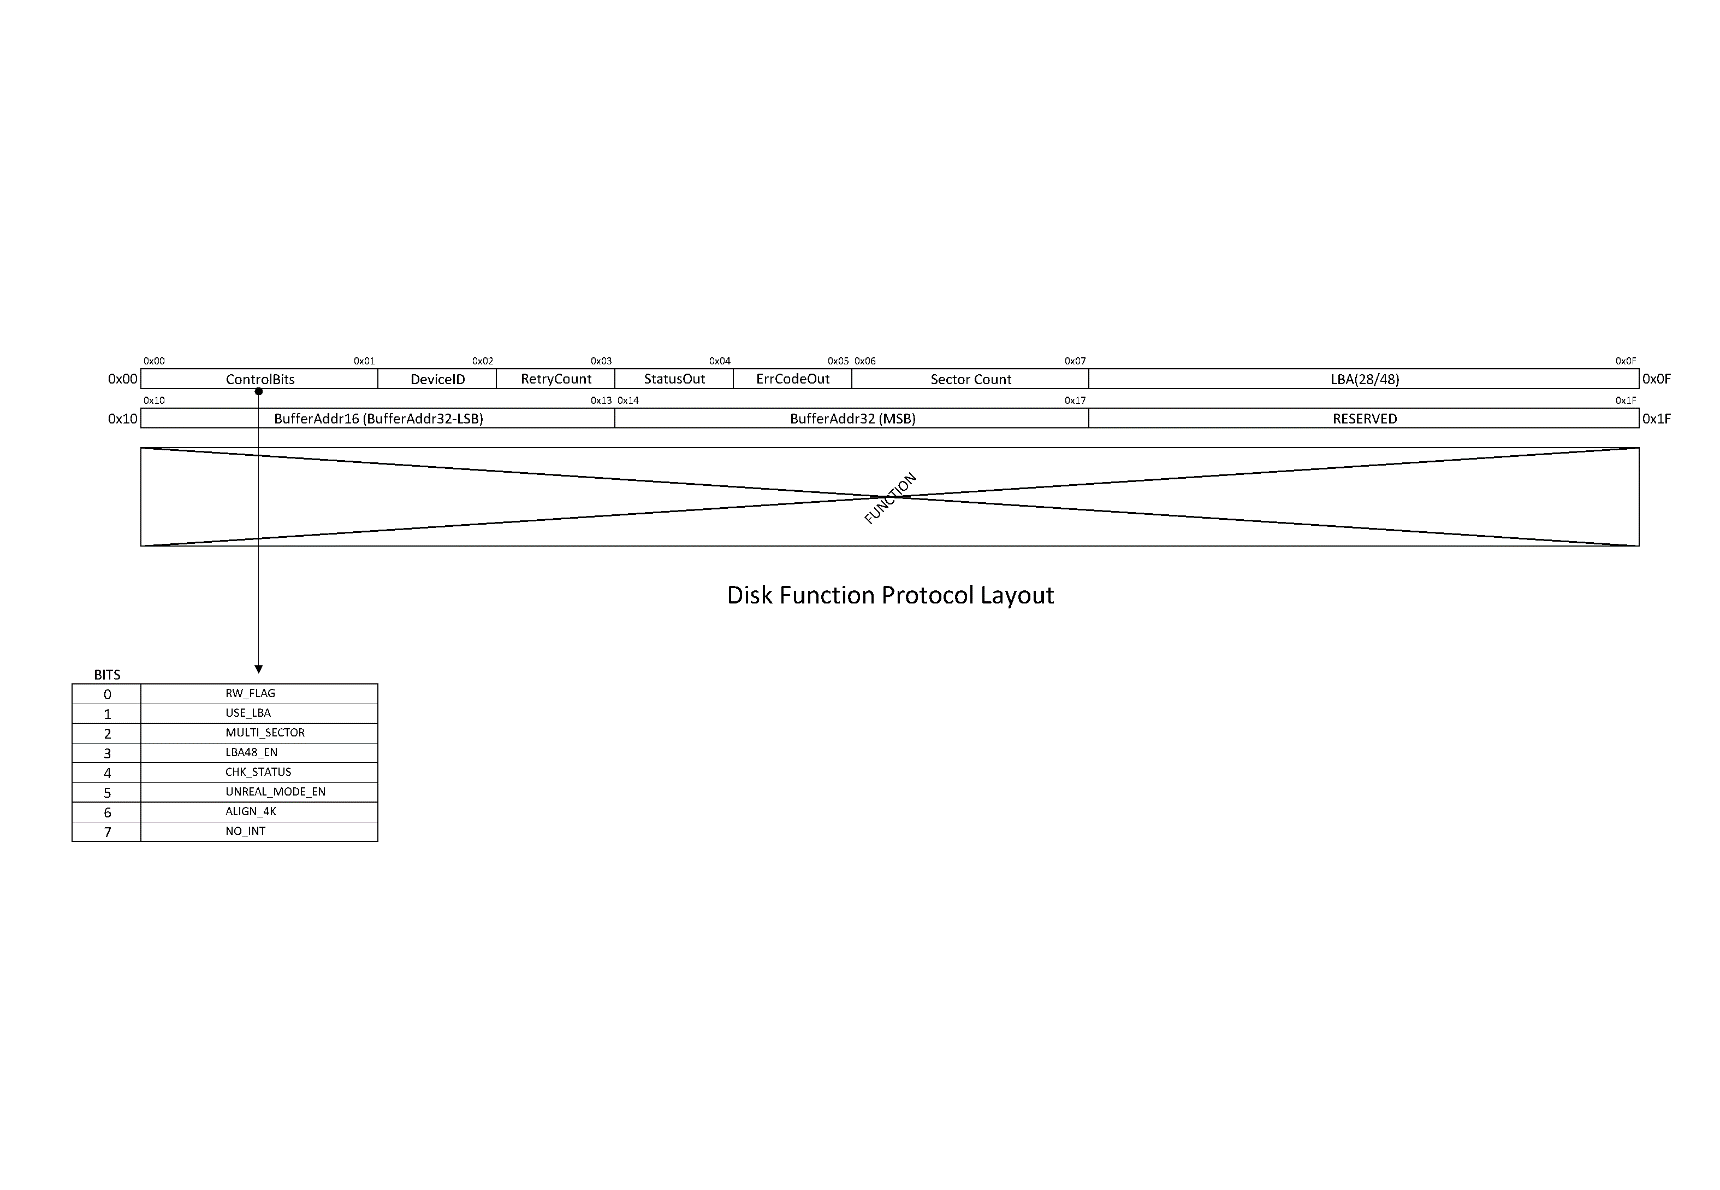 0x00 0x01 0x02 0x03 0x04 0x05 0x06 0x07 0x0F
0x00 ControlBits DeviceID RetryCount StatusOut ErrCodeOut Sector Count LBA(28/48) 0x0F
0x10 0x13 0x14 0x17 0x1F
0x10 BufferAddr16 (BufferAddr32-LSB) BufferAddr32 (MSB) RESERVED 0x1F
FUNCTION
Disk Function Protocol Layout
BITS
0 RW_FLAG
1 USE_LBA
2 MULTI_SECTOR
3 LBA48_EN
4 CHK_STATUS
5 UNREAL_MODE_EN
6 ALIGN_4K
7 NO_INT